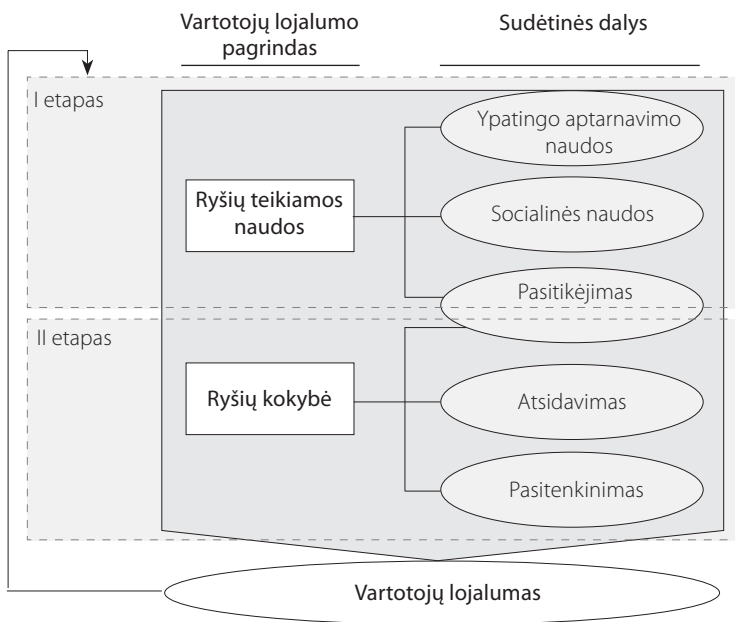 Vartotojų lojalumo
pagrindas
Sudėtinės dalys
I etapas
Ypatingo aptarnavimo
naudos
Ryšių teikiamos
naudos
Socialinės naudos
Pasitikėjimas
II etapas
Ryšių kokybė
Atsidavimas
Pasitenkinimas
Vartotojų lojalumas